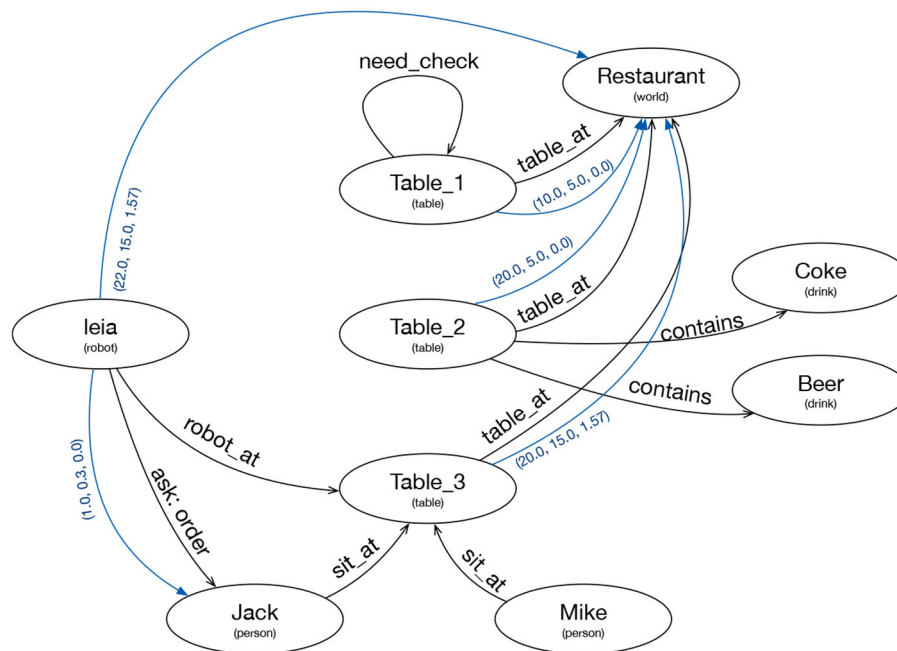 need_check
Restaurant
(world)
table_at
Table_1
(table)
(10.0, 5.0, 0.0)
(22.0, 15.0, 1.57)
(20.0, 5.0, 0.0)
table_at
Coke
(drink)
leia
(robot)
Table_2
(table)
contains
contains
Beer
(drink)
table_at
(20.0, 15.0, 1.57)
robot_at
Table_3
(table)
(1.0, 0.3, 0.0)
ask: order
sit_at
sit_at
Jack
(person)
Mike
(person)